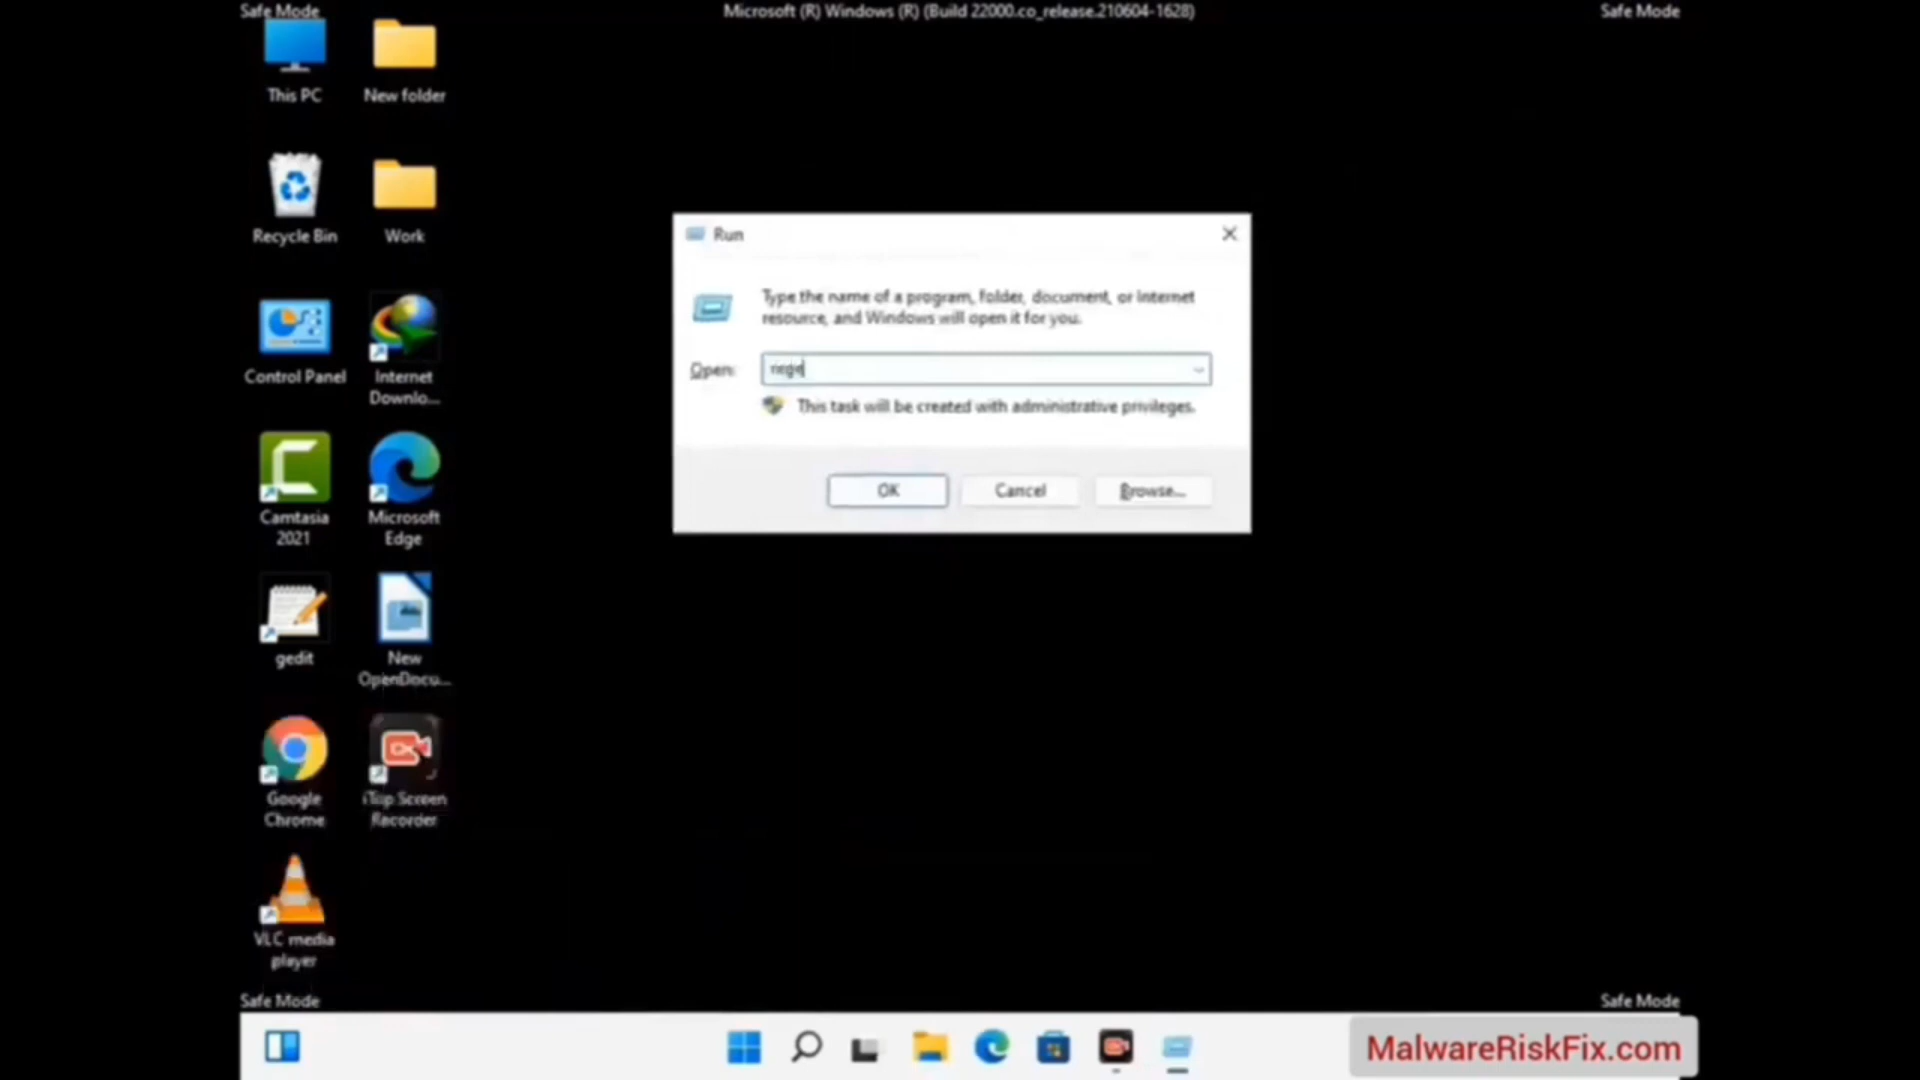 Safe Mode
Microsoft (R) Windows (R) (Build 22000.co_release.210604-1628)
Safe Mode
This PC
New folder
Recycle Bin
Work
Control Panel
Internet
Downlo...
Camtasia
2021
Microsoft
Edge
gedit
New
OpenDocu...
Google
Chrome
iTop Screen
Recorder
VLC media
player
Run
Type the name of a program, folder, document, or Internet
resource, and Windows will open it for you.
Open:
rege
This task will be created with administrative privileges.
OK
Cancel
Browse...
Safe Mode
Safe Mode
MalwareRiskFix.com